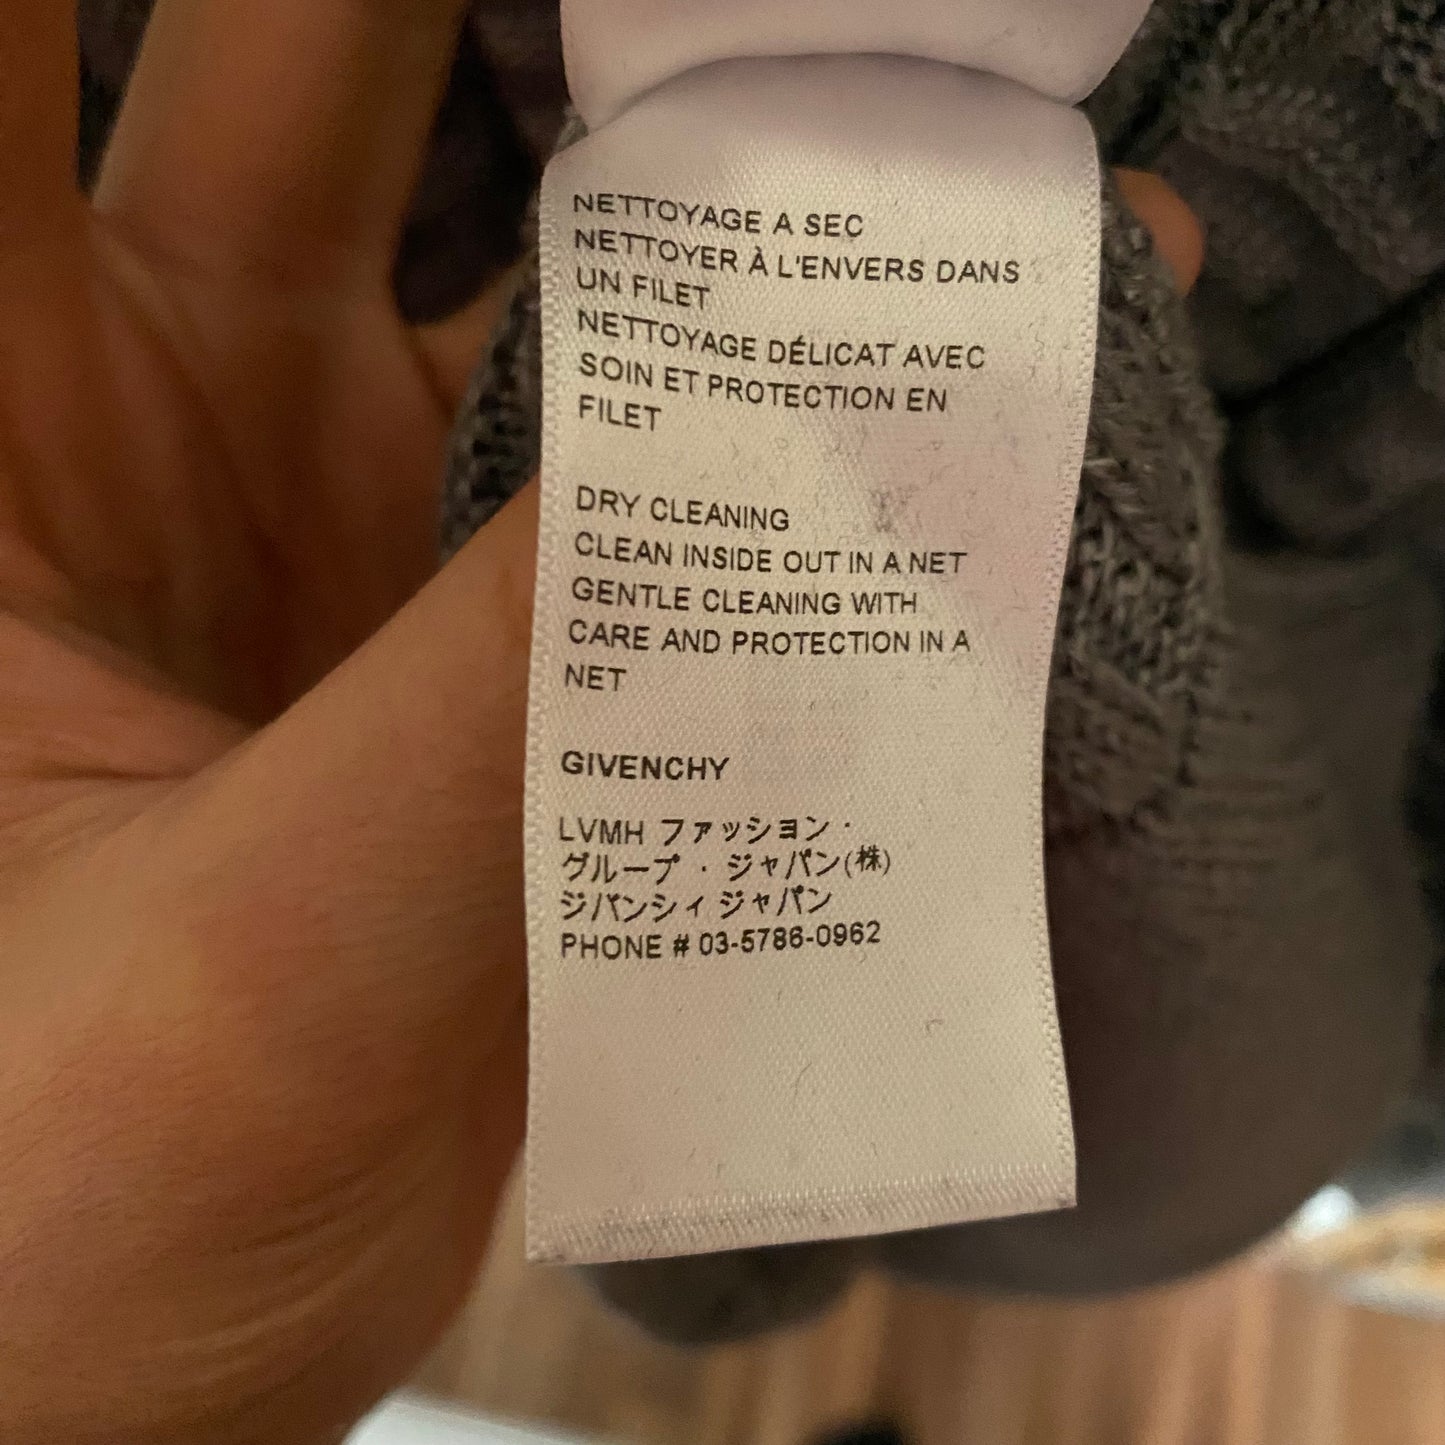 NETTOYAGE A SEC
NETTOYER À L'ENVERS DANS
UN FILET
NETTOYAGE DÉLICAT AVEC
SOIN ET PROTECTION EN
FILET
DRY CLEANING
CLEAN INSIDE OUT IN A NET
GENTLE CLEANING WITH
CARE AND PROTECTION IN A
NET
GIVENCHY
LVMH ファッション・
グループ・ジャパン(株)
ジバンシィ ジャパン
PHONE # 03-5786-0962